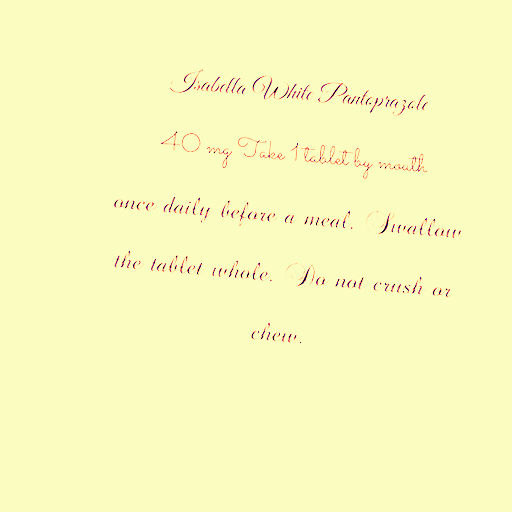 Isabella White Pantoprazole
40 mg Take 1 tablet by mouth
once daily before a meal. Swallow
the tablet whole. Do not crush or
chew.